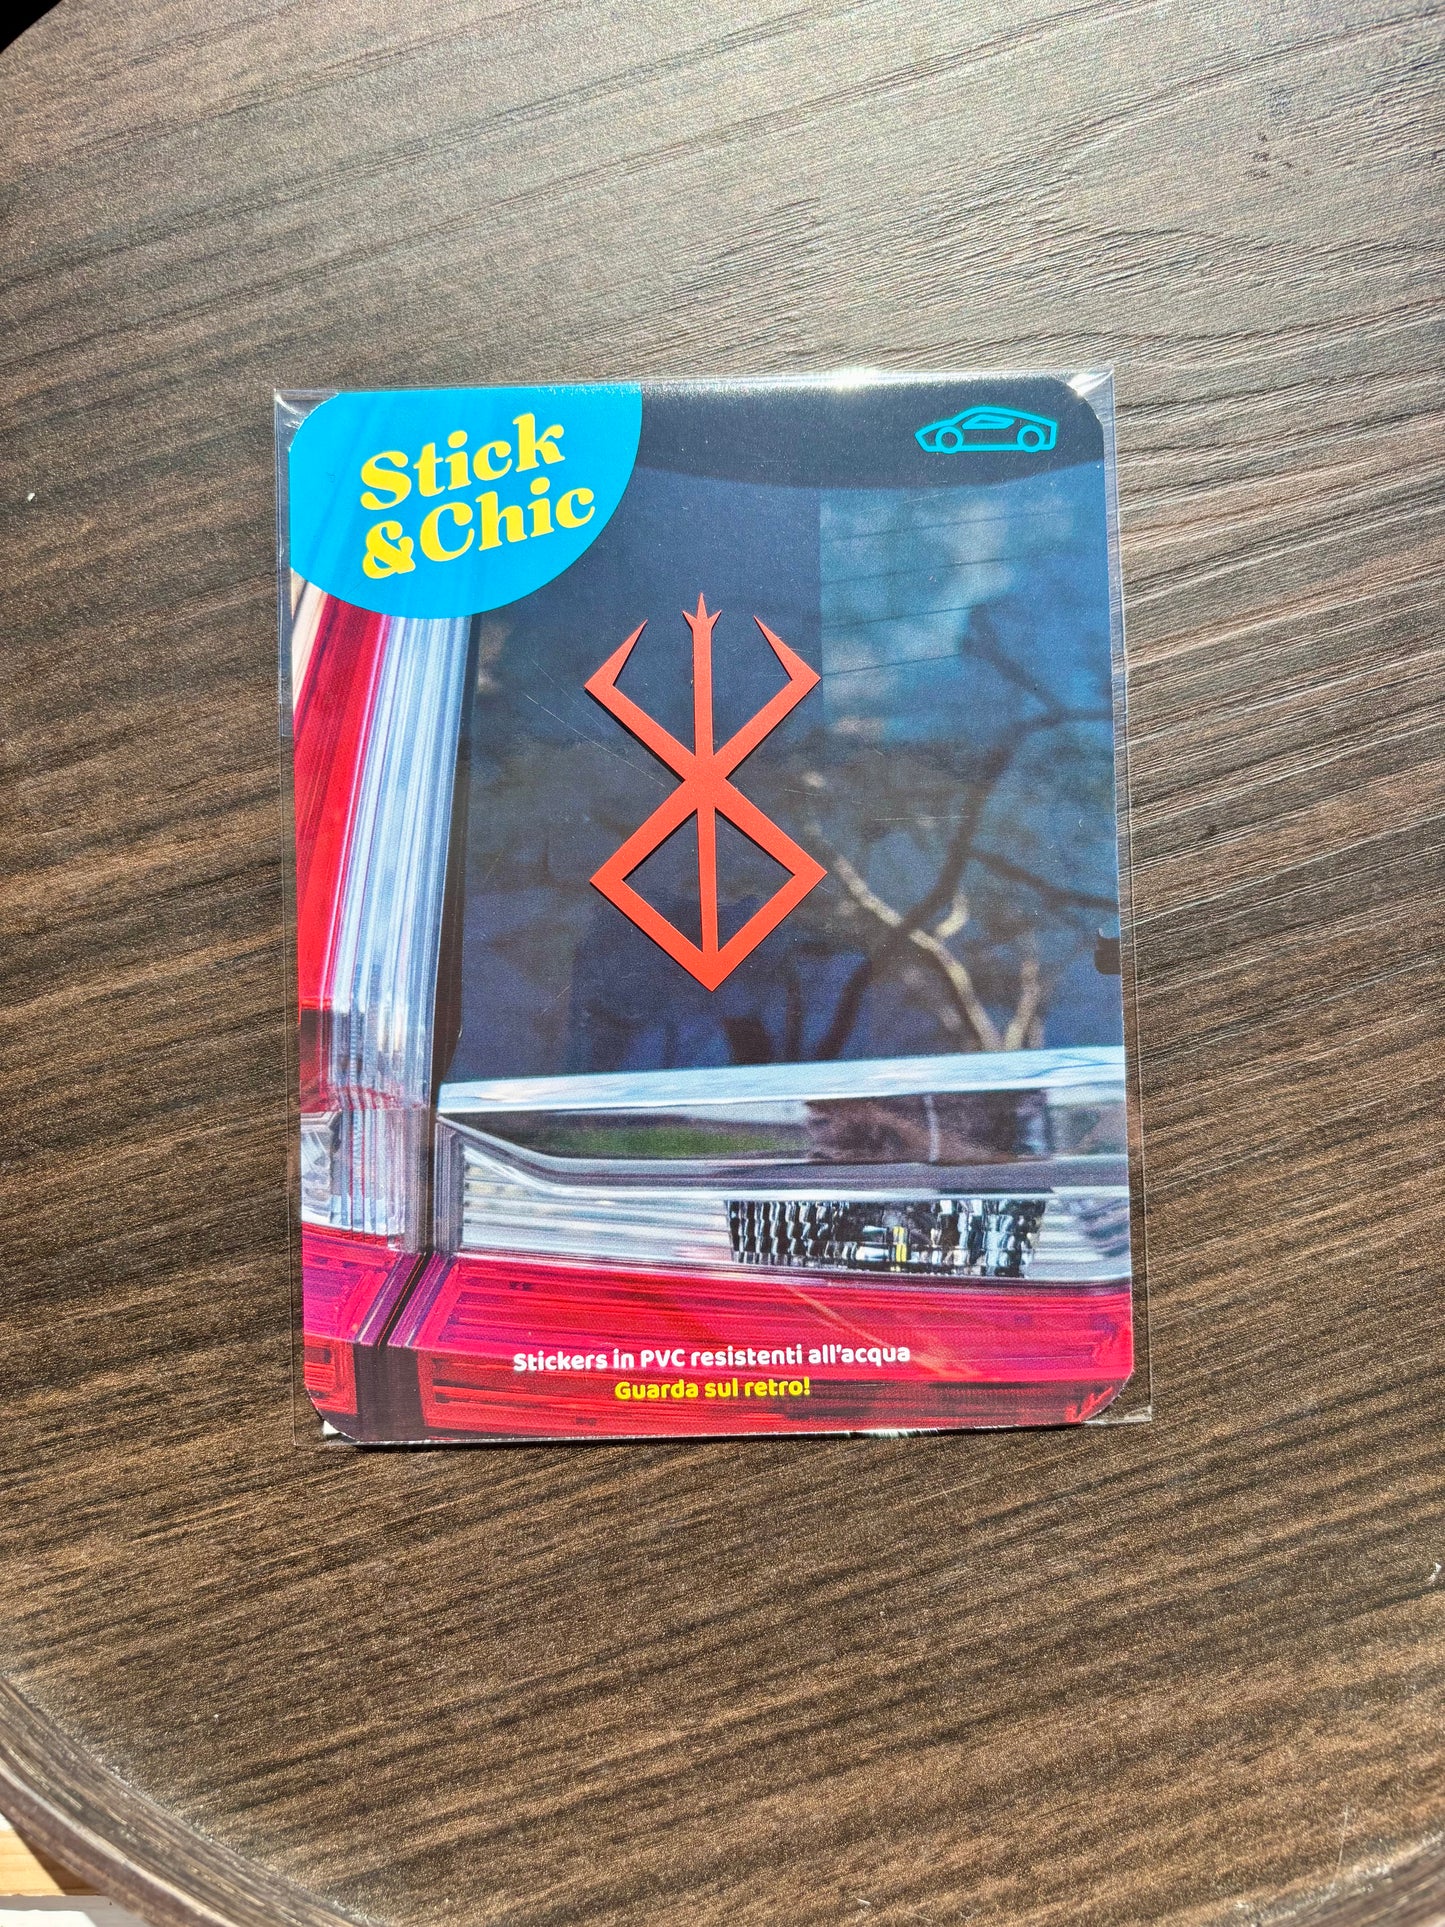 Stick
&Chic
Stickers in PVC resistenti all'acqua
Guarda sul retro!